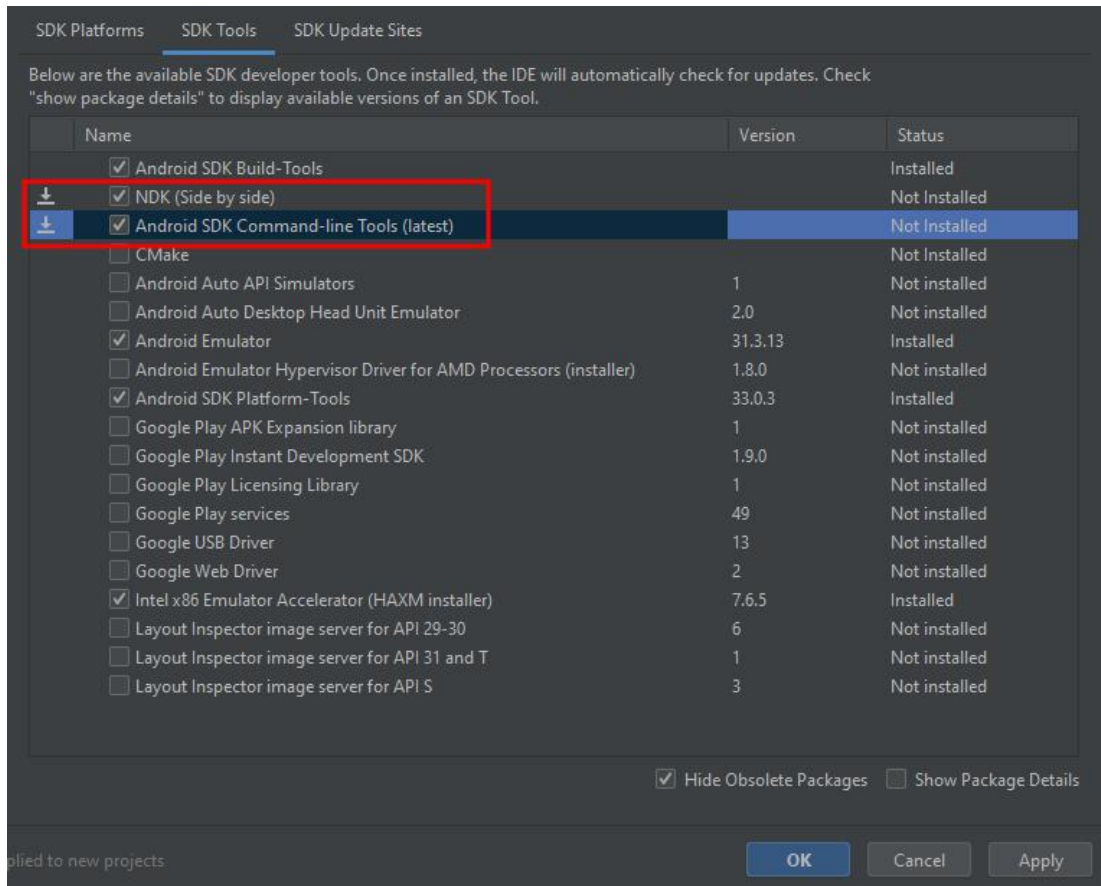 SDK Platforms SDK Tools SDK Update Sites
Below are the available SDK developer tools. Once installed, the IDE will automatically check for updates. Check
"show package details" to display available versions of an SDK Tool.
Name Version Status
Android SDK Build-Tools Installed
NDK (Side by side) Not Installed
Android SDK Command-line Tools (latest) Not Installed
CMake Not Installed
Android Auto API Simulators 1 Not installed
Android Auto Desktop Head Unit Emulator 2.0 Not installed
Android Emulator 31.3.13 Installed
Android Emulator Hypervisor Driver for AMD Processors (installer) 1.8.0 Not installed
Android SDK Platform-Tools 33.0.3 Installed
Google Play APK Expansion library 1 Not installed
Google Play Instant Development SDK 1.9.0 Not installed
Google Play Licensing Library 1 Not installed
Google Play services 49 Not installed
Google USB Driver 13 Not installed
Google Web Driver 2 Not installed
Intel x86 Emulator Accelerator (HAXM installer) 7.6.5 Installed
Layout Inspector image server for API 29-30 6 Not installed
Layout Inspector image server for API 31 and T 1 Not installed
Layout Inspector image server for API S 3 Not installed
Hide Obsolete Packages Show Package Details
plied to new projects OK Cancel Apply